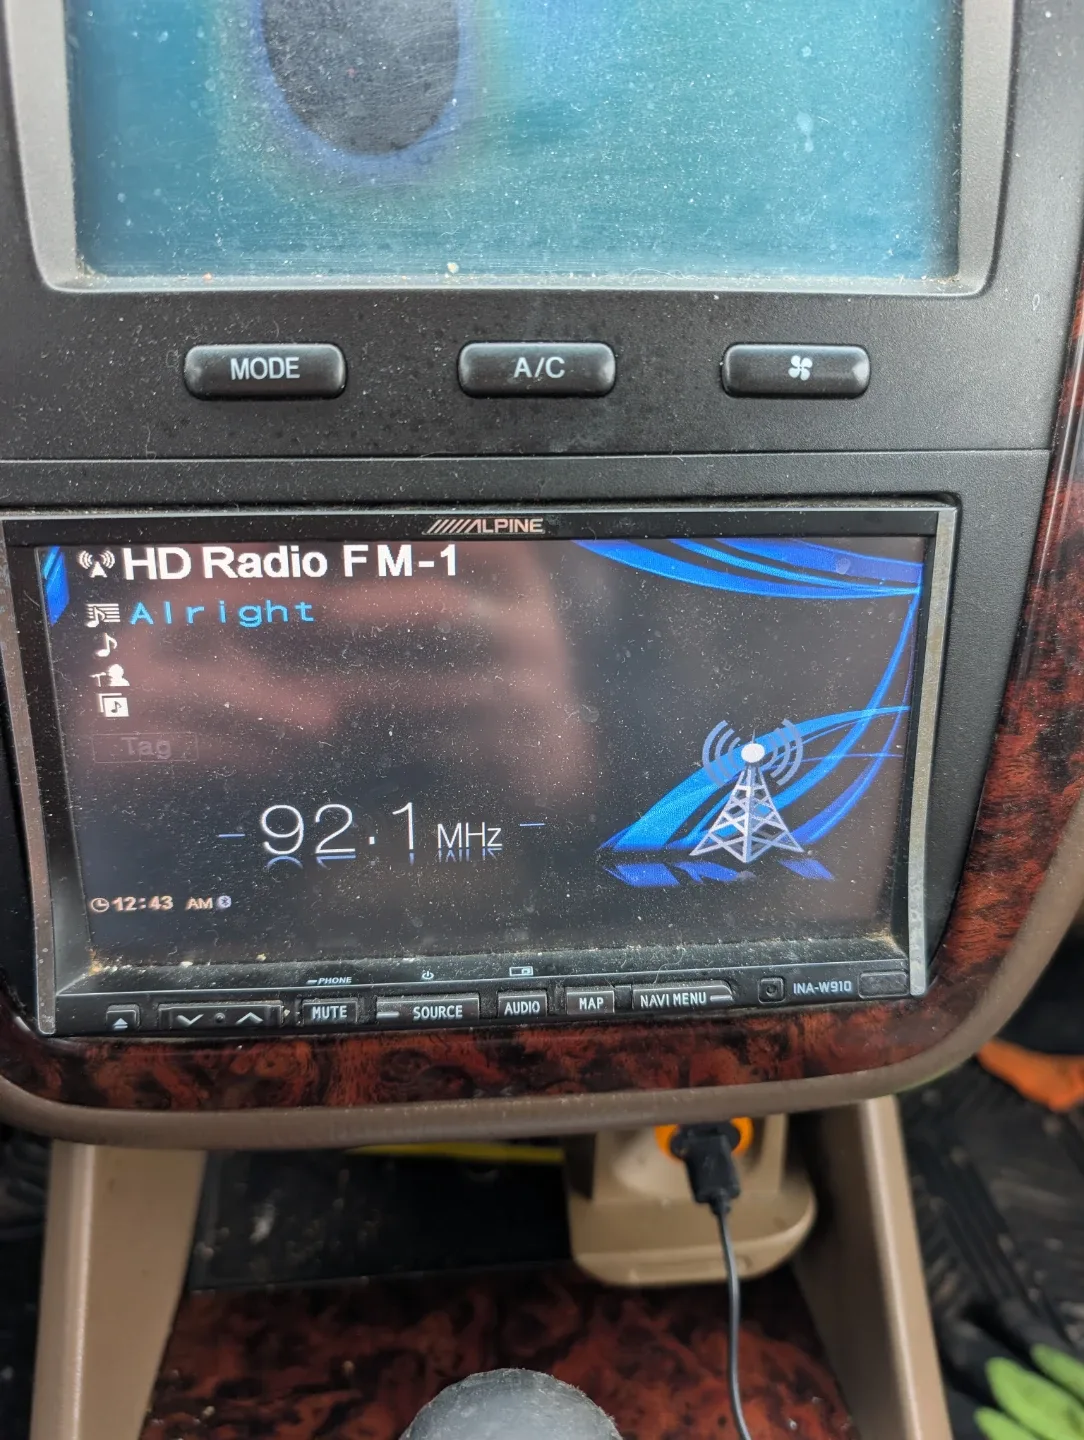 MODE
A/C
ALPINE
HD Radio FM-1
Alright
T
Tag
92.1 MHz
12:43 AM
PHONE
MUTE
SOURCE
AUDIO
MAP
NAVI MENU
INA-W910